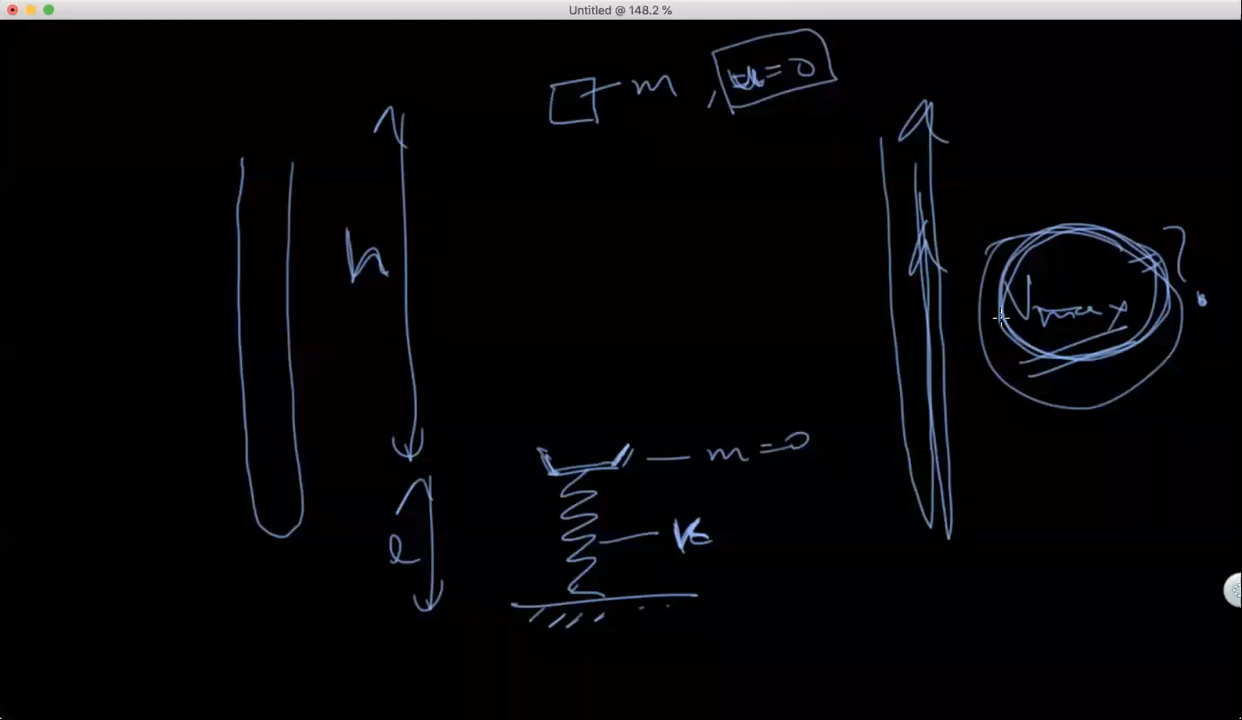 Untitled @ 148.2 %
m, u=0
h
Vmax ?
m=0
l
K